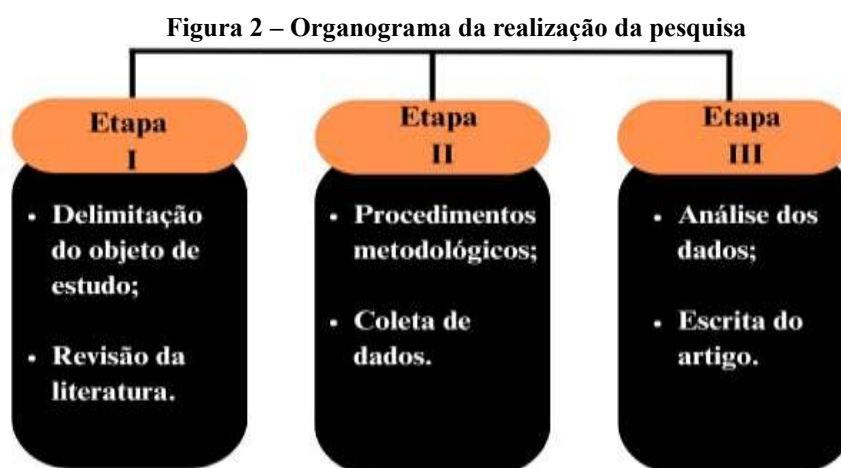 Figura 2 – Organograma da realização da pesquisa
Etapa
I
• Delimitação
do objeto de
estudo;
• Revisão da
literatura.
Etapa
II
• Procedimentos
metodológicos;
• Coleta de
dados.
Etapa
III
• Análise dos
dados;
• Escrita do
artigo.